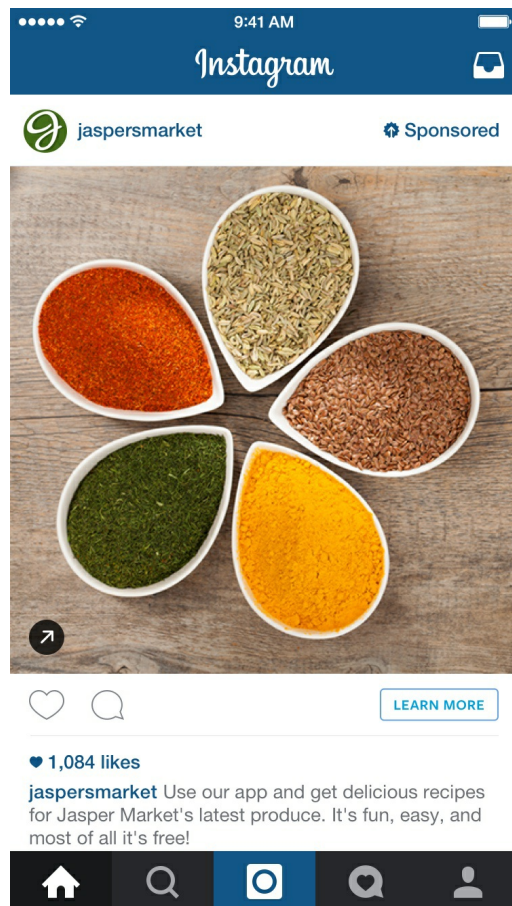 9:41 AM
Instagram
jaspersmarket
Sponsored
LEARN MORE
1,084 likes
jaspersmarket Use our app and get delicious recipes
for Jasper Market's latest produce. It's fun, easy, and
most of all it's free!